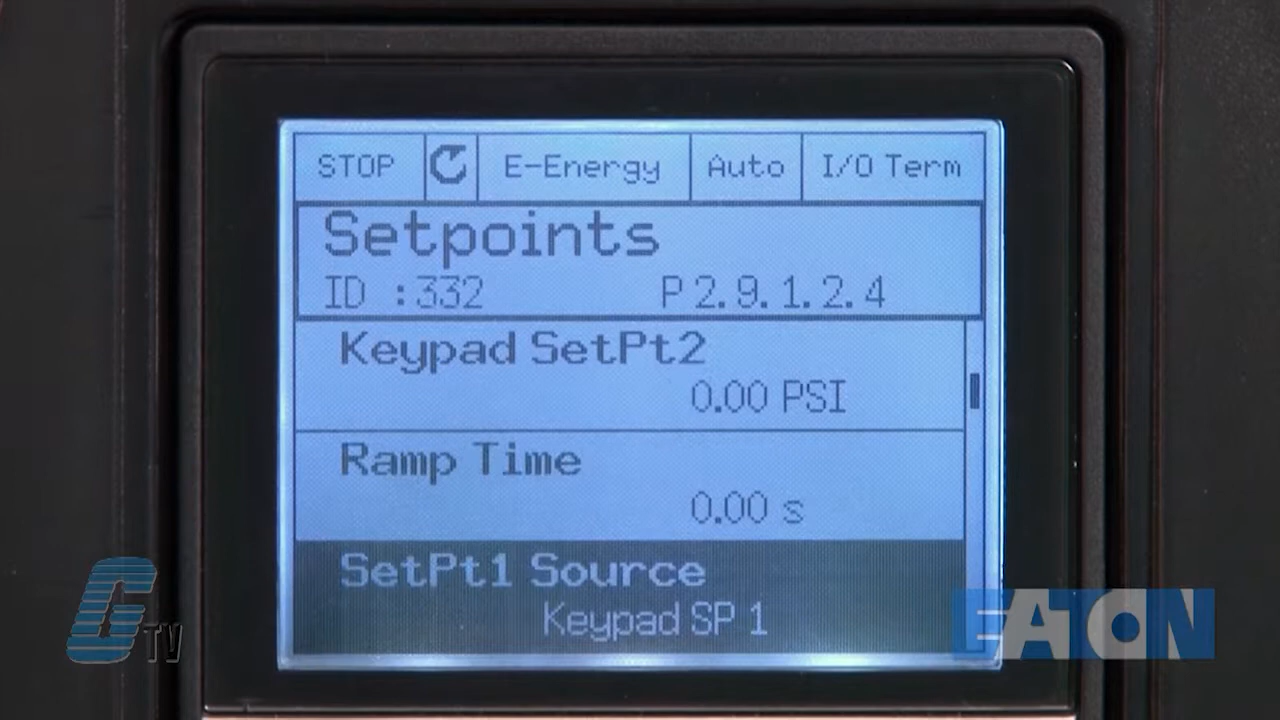 STOP E-Energy Auto I/O Term
Setpoints
ID :332 P 2.9.1.2.4
Keypad SetPt2
0.00 PSI
Ramp Time
0.00 s
SetPt1 Source
Keypad SP 1
G TV
EATON